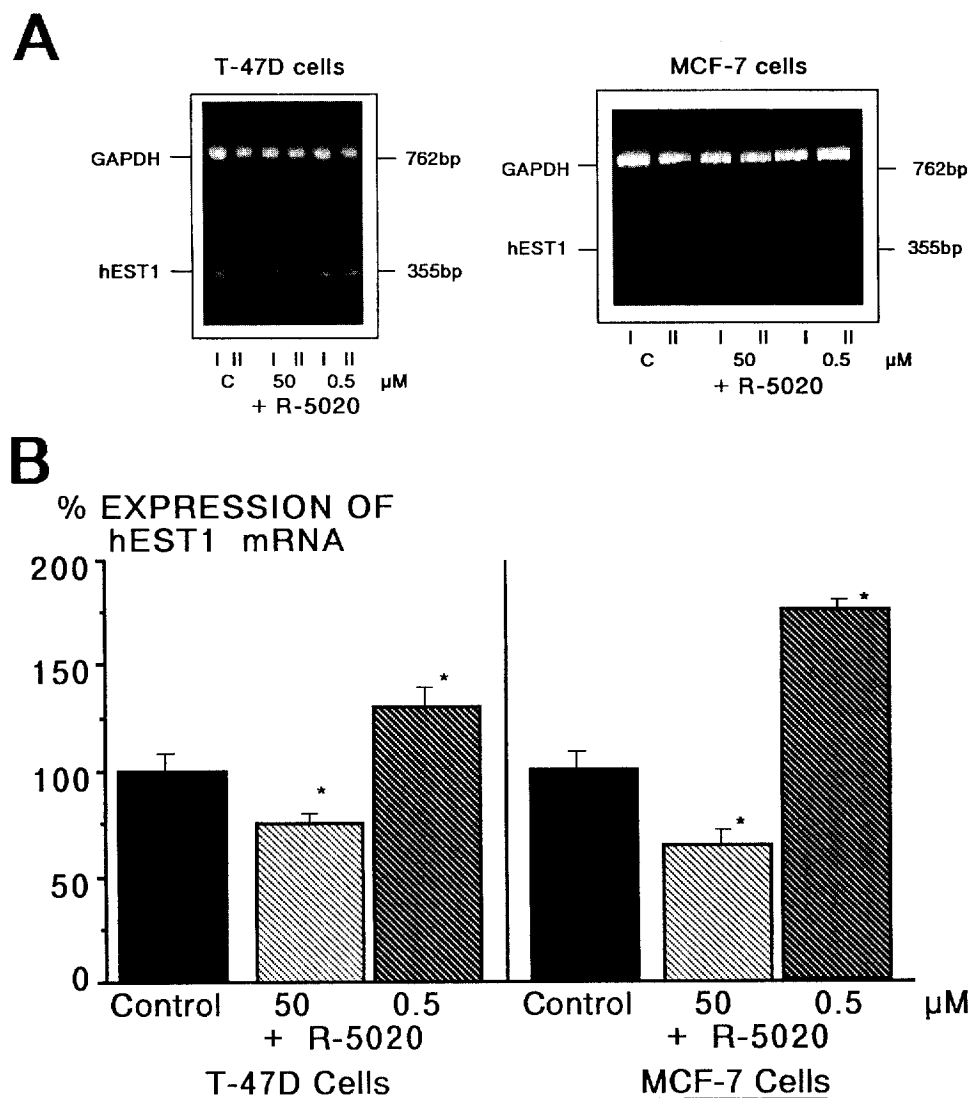 A
T-47D cells
GAPDH
762bp
hEST1
355bp
I II I II I II
C 50 0.5 µM
+ R-5020
MCF-7 cells
GAPDH
762bp
hEST1
355bp
I II I II I II
C 50 0.5 µM
+ R-5020
B
% EXPRESSION OF
hEST1 mRNA
200
150
100
50
0
*
*
*
*
Control 50 0.5 Control 50 0.5 µM
+ R-5020 + R-5020
T-47D Cells MCF-7 Cells